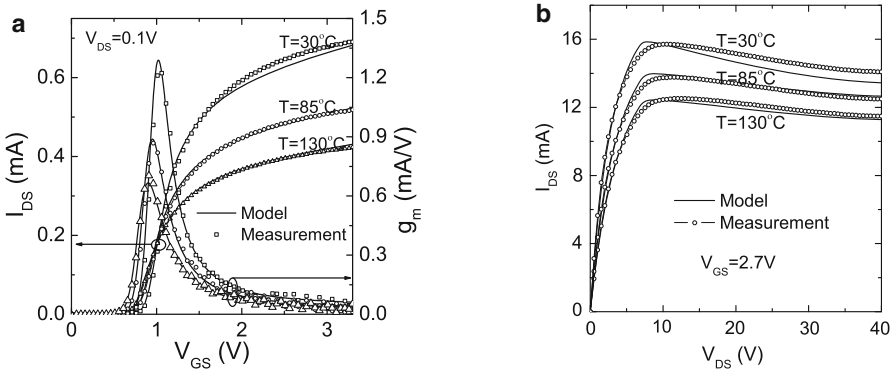 a
V_DS=0.1V
T=30°C
T=85°C
T=130°C
Model
Measurement
0.6
0.4
0.2
0.0
I_DS (mA)
0
1
2
3
V_GS (V)
1.5
1.2
0.9
0.6
0.3
0.0
g_m (mA/V)
b
T=30°C
T=85°C
T=130°C
Model
Measurement
V_GS=2.7V
16
12
8
4
0
I_DS (mA)
0
10
20
30
40
V_DS (V)